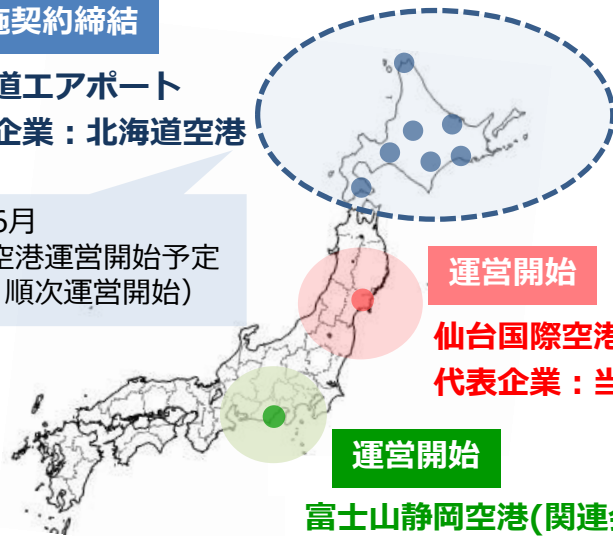 施契約締結
道エアポート
企業：北海道空港
6月
空港運営開始予定
順次運営開始）
運営開始
仙台国際空港
代表企業：当
運営開始
富士山静岡空港(関連会